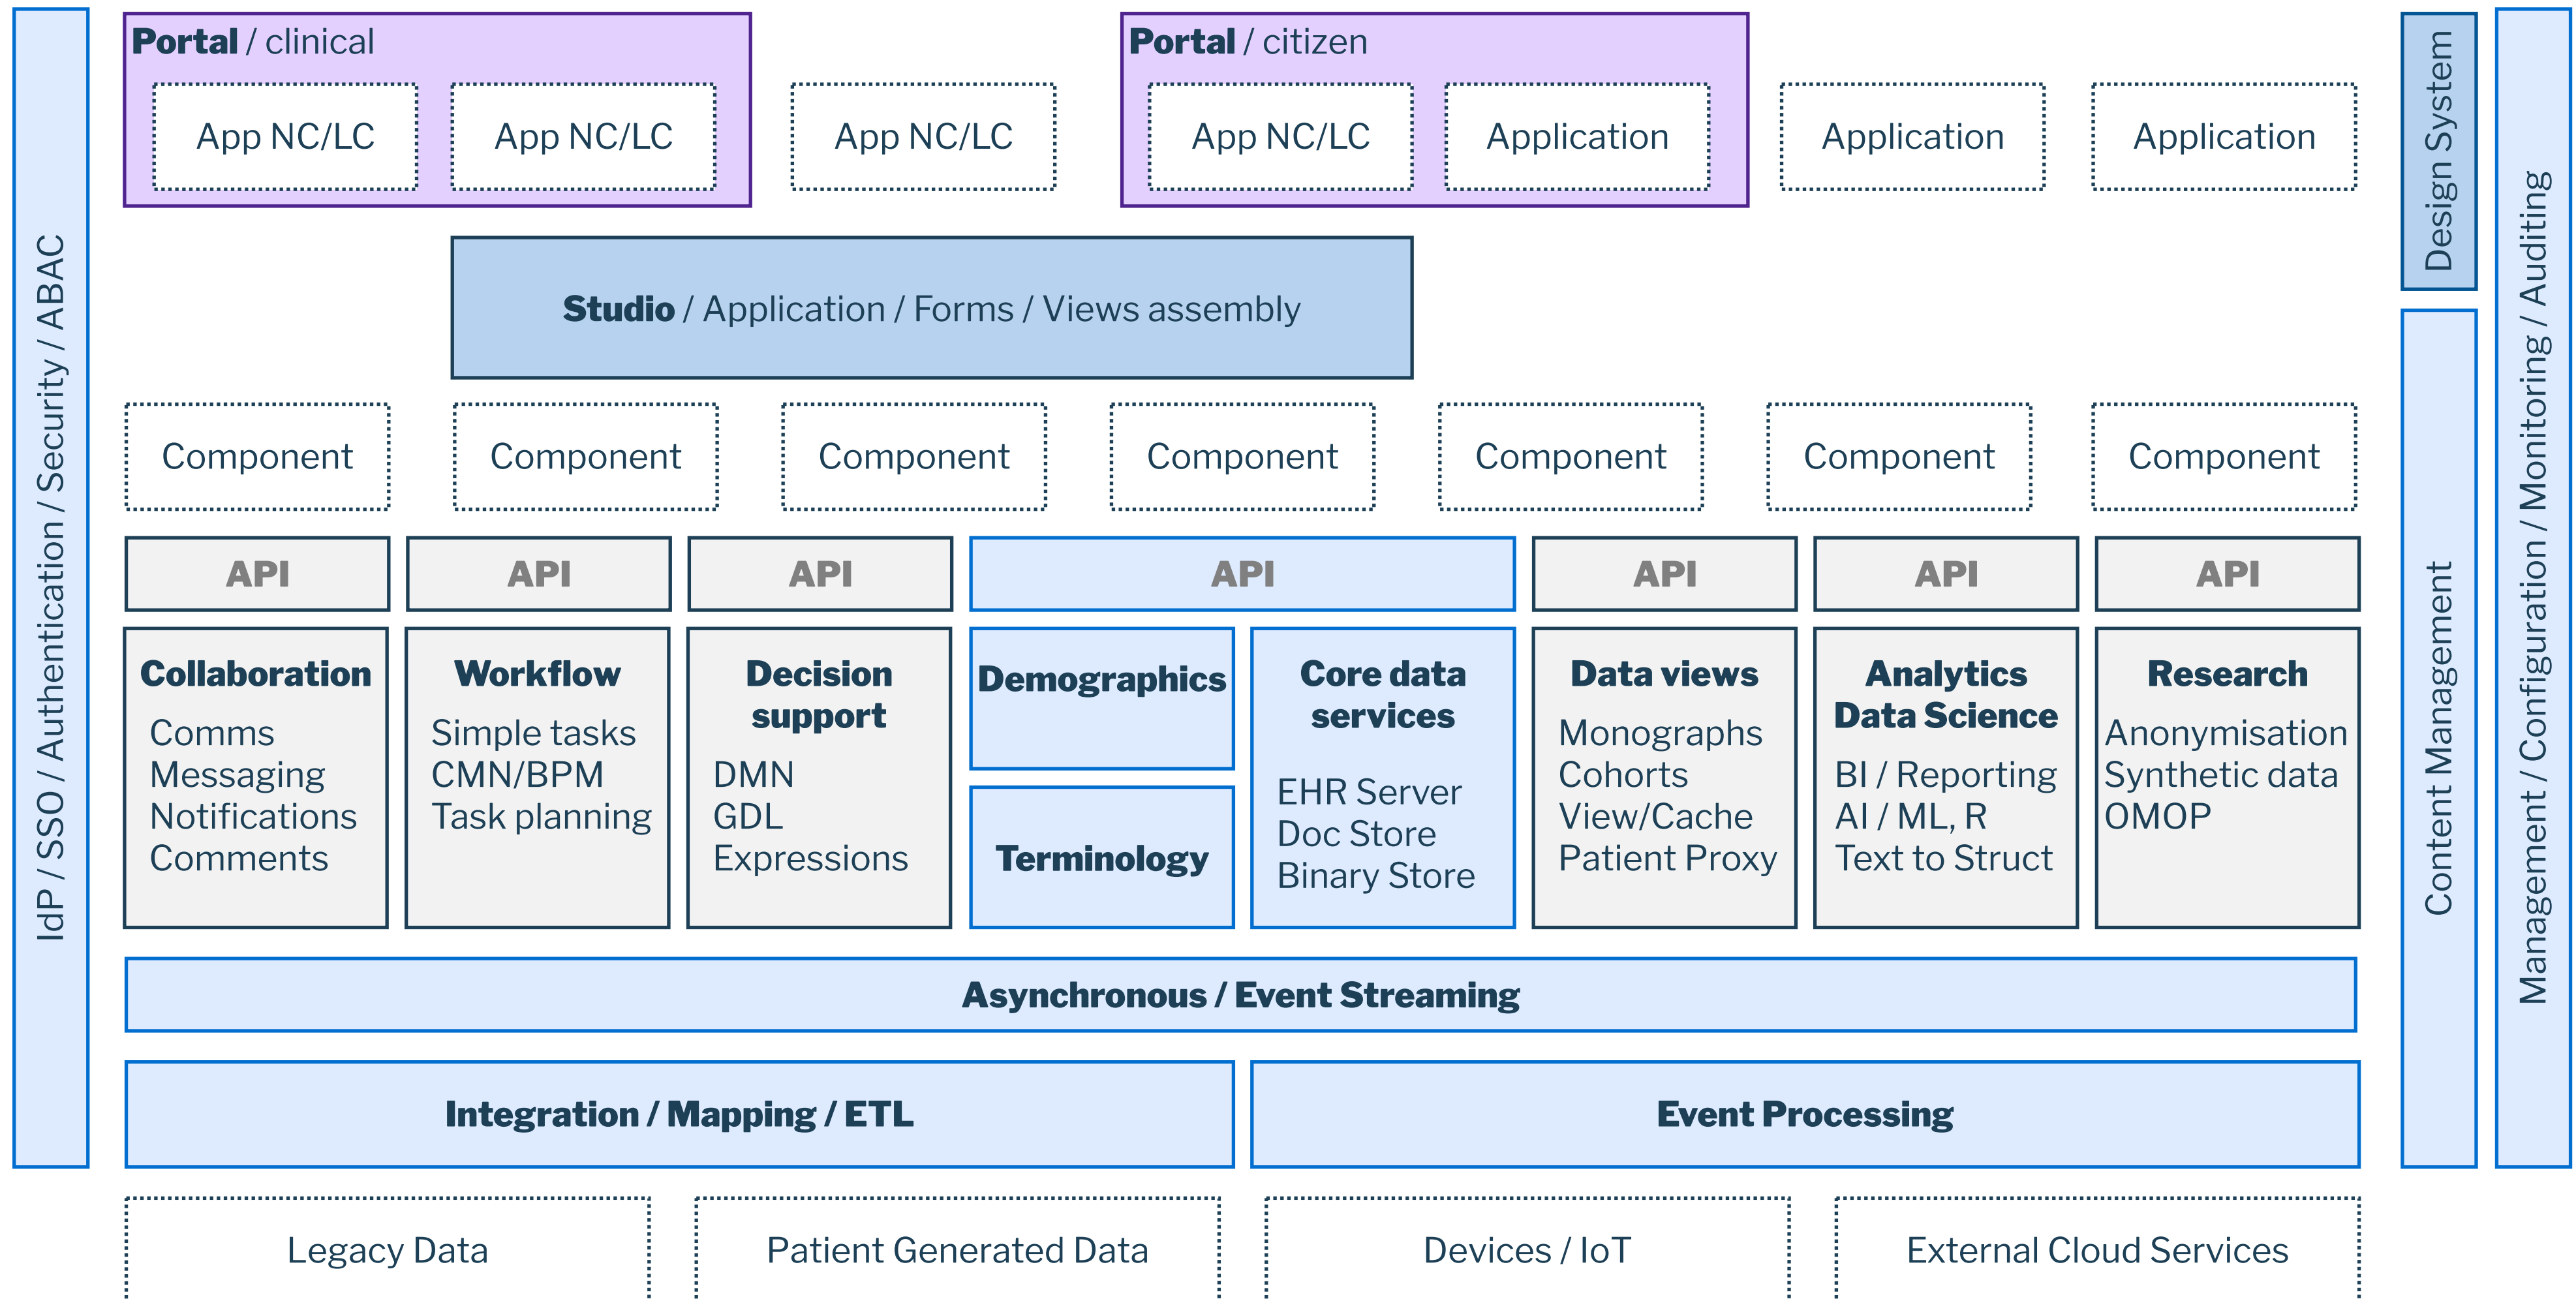 IdP / SSO / Authentication / Security / ABAC
Portal / clinical
App NC/LC
App NC/LC
App NC/LC
Portal / citizen
App NC/LC
Application
Application
Application
Studio / Application / Forms / Views assembly
Component
Component
Component
Component
Component
Component
Component
API
API
API
API
API
API
API
Collaboration
Comms
Messaging
Notifications
Comments
Workflow
Simple tasks
CMN/BPM
Task planning
Decision
support
DMN
GDL
Expressions
Demographics
Terminology
Core data
services
EHR Server
Doc Store
Binary Store
Data views
Monographs
Cohorts
View/Cache
Patient Proxy
Analytics
Data Science
BI / Reporting
AI / ML, R
Text to Struct
Research
Anonymisation
Synthetic data
OMOP
Asynchronous / Event Streaming
Integration / Mapping / ETL
Event Processing
Legacy Data
Patient Generated Data
Devices / IoT
External Cloud Services
Design System
Content Management
Management / Configuration / Monitoring / Auditing